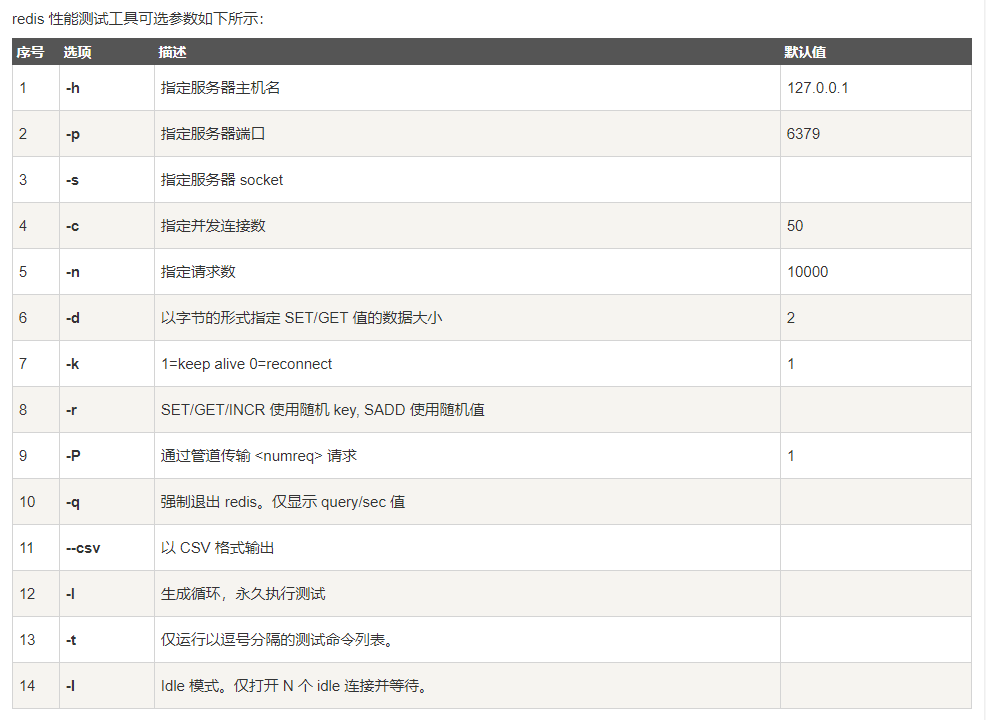 redis 性能测试工具可选参数如下所示：
序号 选项 描述 默认值
1 -h 指定服务器主机名 127.0.0.1
2 -p 指定服务器端口 6379
3 -s 指定服务器 socket
4 -c 指定并发连接数 50
5 -n 指定请求数 10000
6 -d 以字节的形式指定 SET/GET 值的数据大小 2
7 -k 1=keep alive 0=reconnect 1
8 -r SET/GET/INCR 使用随机 key, SADD 使用随机值
9 -P 通过管道传输 <numreq> 请求 1
10 -q 强制退出 redis。仅显示 query/sec 值
11 --csv 以 CSV 格式输出
12 -l 生成循环，永久执行测试
13 -t 仅运行以逗号分隔的测试命令列表。
14 -I Idle 模式。仅打开 N 个 idle 连接并等待。